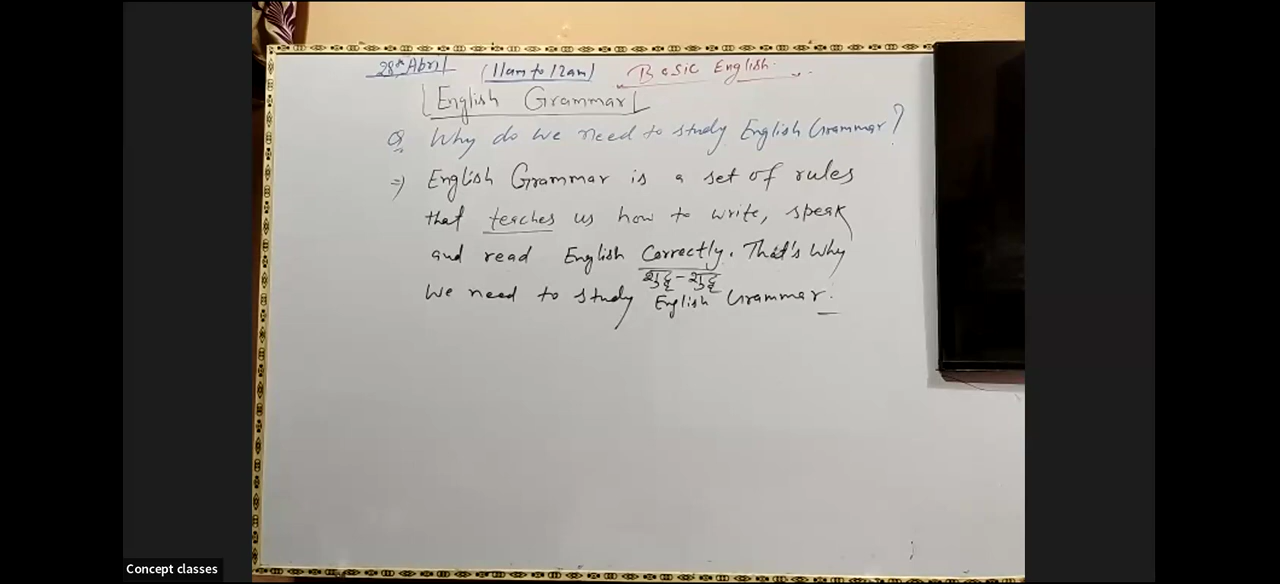 28th April (11am to 12am) Basic English
English Grammar
Q Why do we need to study English Grammar?
=> English Grammar is a set of rules
that teaches us how to write, speak
and read English Correctly. That's why
शुद्ध-शुद्ध
we need to study English Grammar.
Concept classes